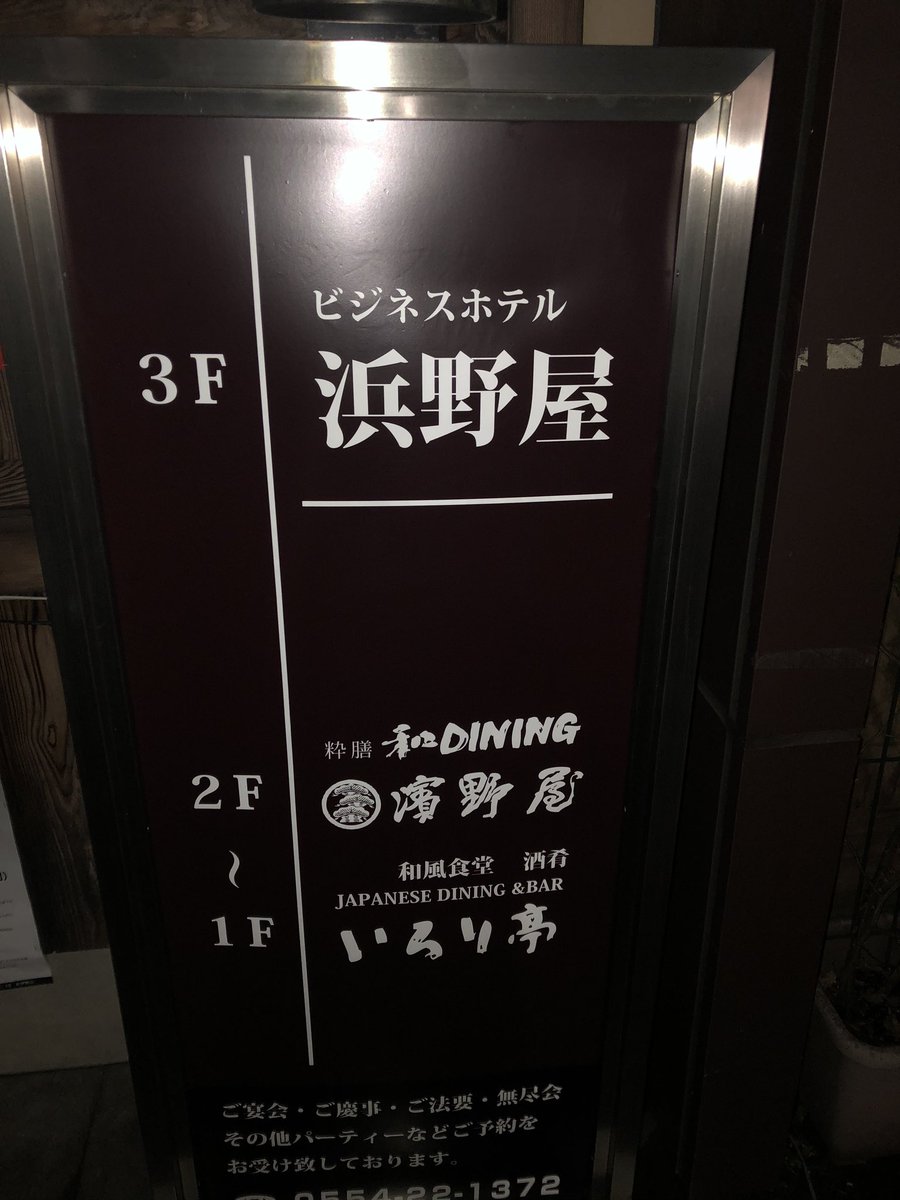 ビジネスホテル
3F 浜野屋
粋膳 和DINING
2F 濱野屋
和風食堂 酒肴
JAPANESE DINING &BAR
〜
1F いろり亭
ご宴会・ご慶事・ご法要・無尽会
その他パーティーなどご予約を
お受け致しております。
0554-22-1372